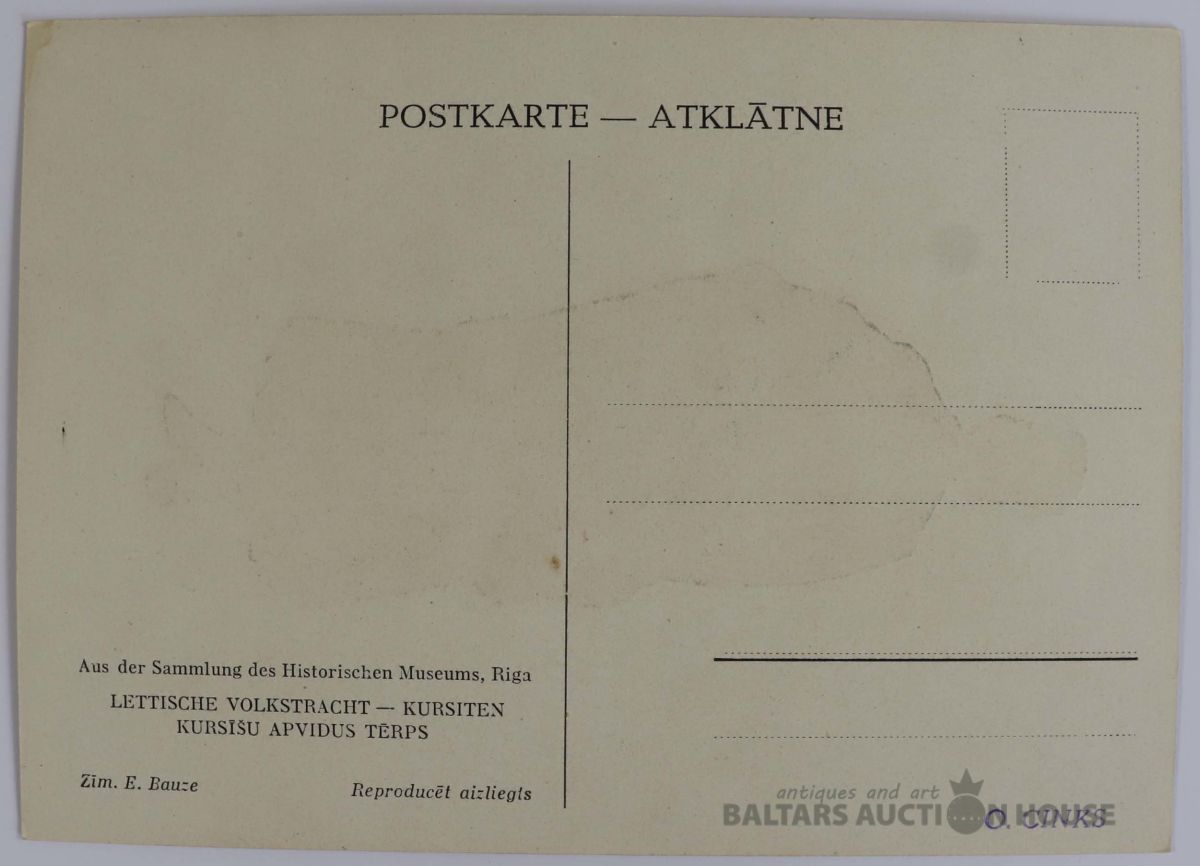 POSTKARTE — ATKLĀTNE
Aus der Sammlung des Historischen Museums, Riga
LETTISCHE VOLKSTRACHT — KURSITEN
KURSĪŠU APVIDUS TĒRPS
Zīm. E. Bauze
Reproducēt aizliegts
antiques and art
BALTARS AUCTION HOUSE
O. CINKS